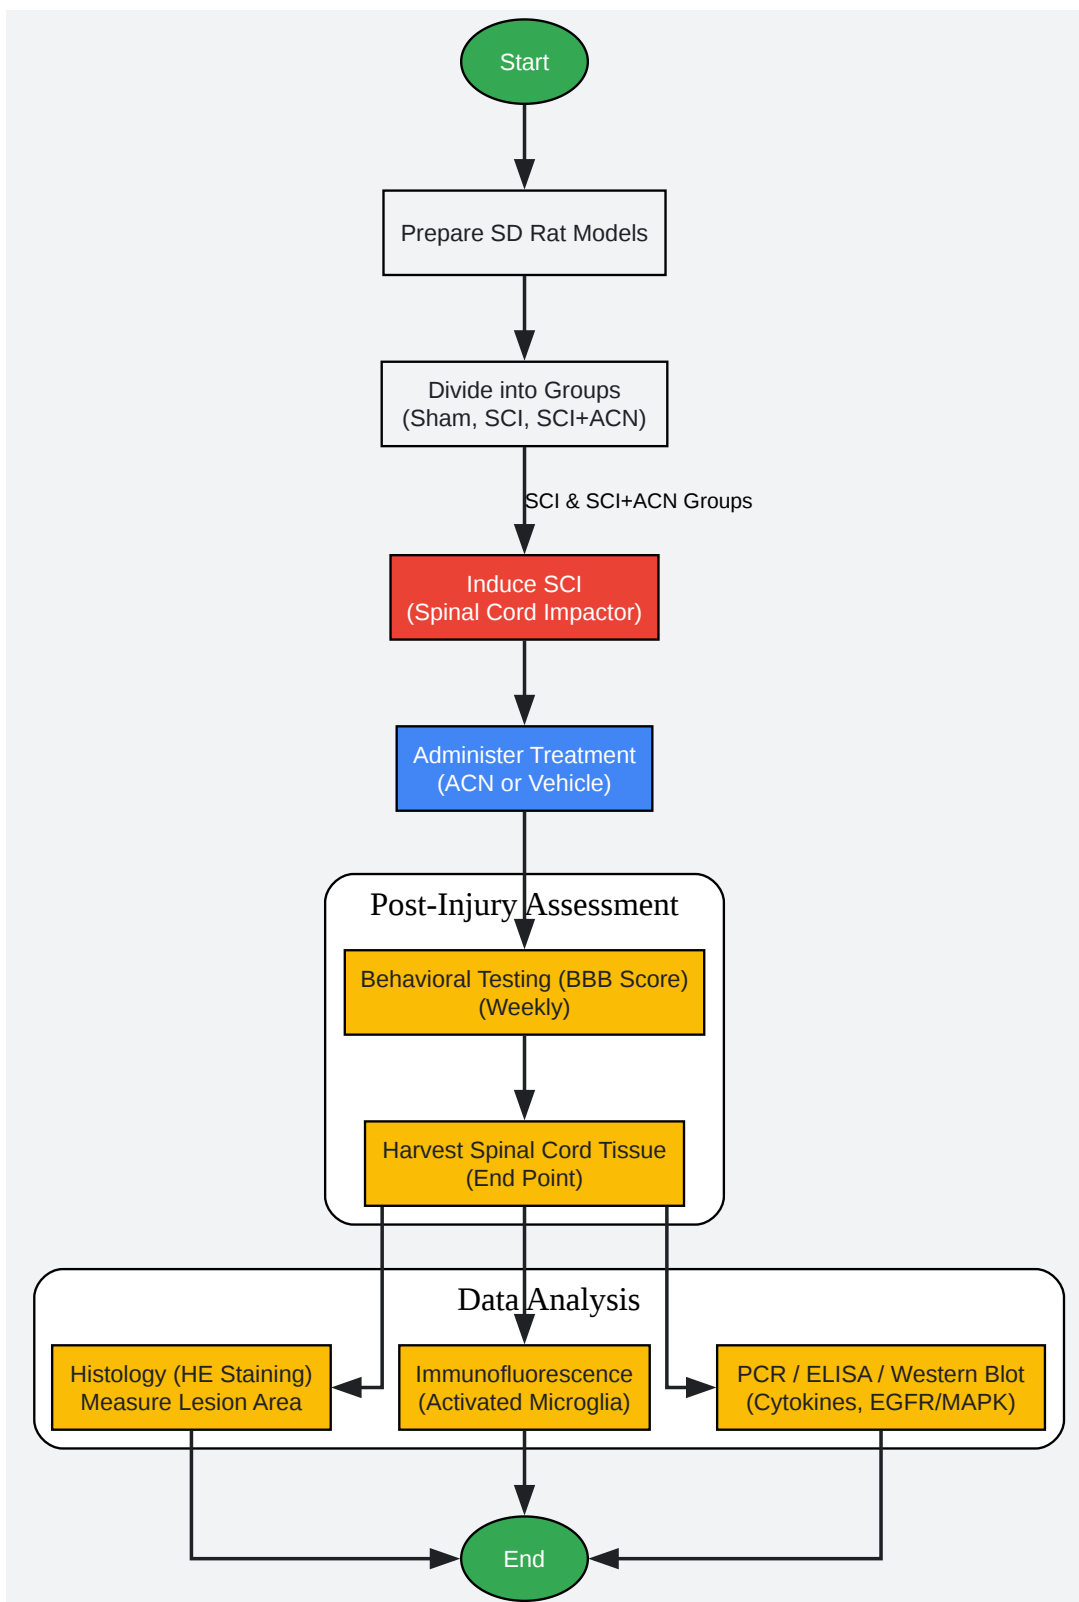 Start
Prepare SD Rat Models
Divide into Groups
(Sham, SCI, SCI+ACN)
SCI & SCI+ACN Groups
Induce SCI
(Spinal Cord Impactor)
Administer Treatment
(ACN or Vehicle)
Post-Injury Assessment
Behavioral Testing (BBB Score)
(Weekly)
Harvest Spinal Cord Tissue
(End Point)
Data Analysis
Histology (HE Staining)
Measure Lesion Area
Immunofluorescence
(Activated Microglia)
PCR / ELISA / Western Blot
(Cytokines, EGFR/MAPK)
End